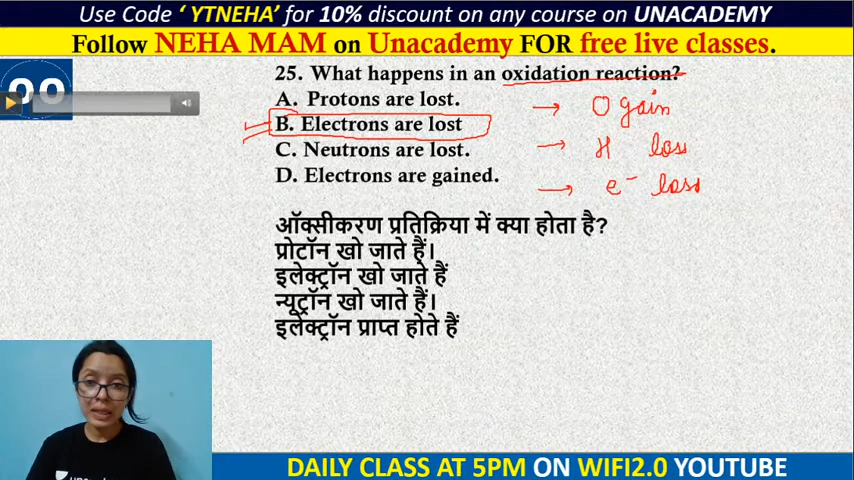 Use Code ‘ YTNEHA’ for 10% discount on any course on UNACADEMY
Follow NEHA MAM on Unacademy FOR free live classes.
00
25. What happens in an oxidation reaction?
A. Protons are lost.
B. Electrons are lost
C. Neutrons are lost.
D. Electrons are gained.
→ O gain
→ H loss
→ e⁻ loss
ऑक्सीकरण प्रतिक्रिया में क्या होता है?
प्रोटॉन खो जाते हैं।
इलेक्ट्रॉन खो जाते हैं
न्यूट्रॉन खो जाते हैं।
इलेक्ट्रॉन प्राप्त होते हैं
DAILY CLASS AT 5PM ON WIFI2.0 YOUTUBE